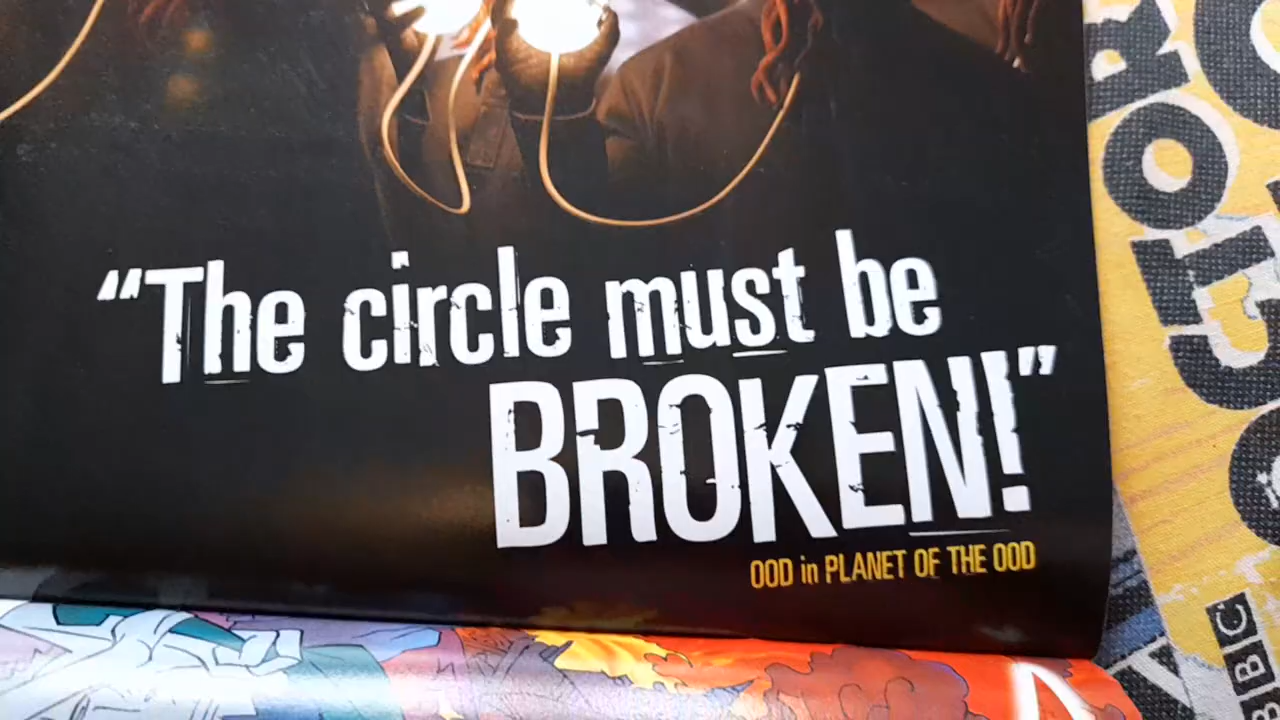 “The circle must be
BROKEN!”
OOD in PLANET OF THE OOD
BBC